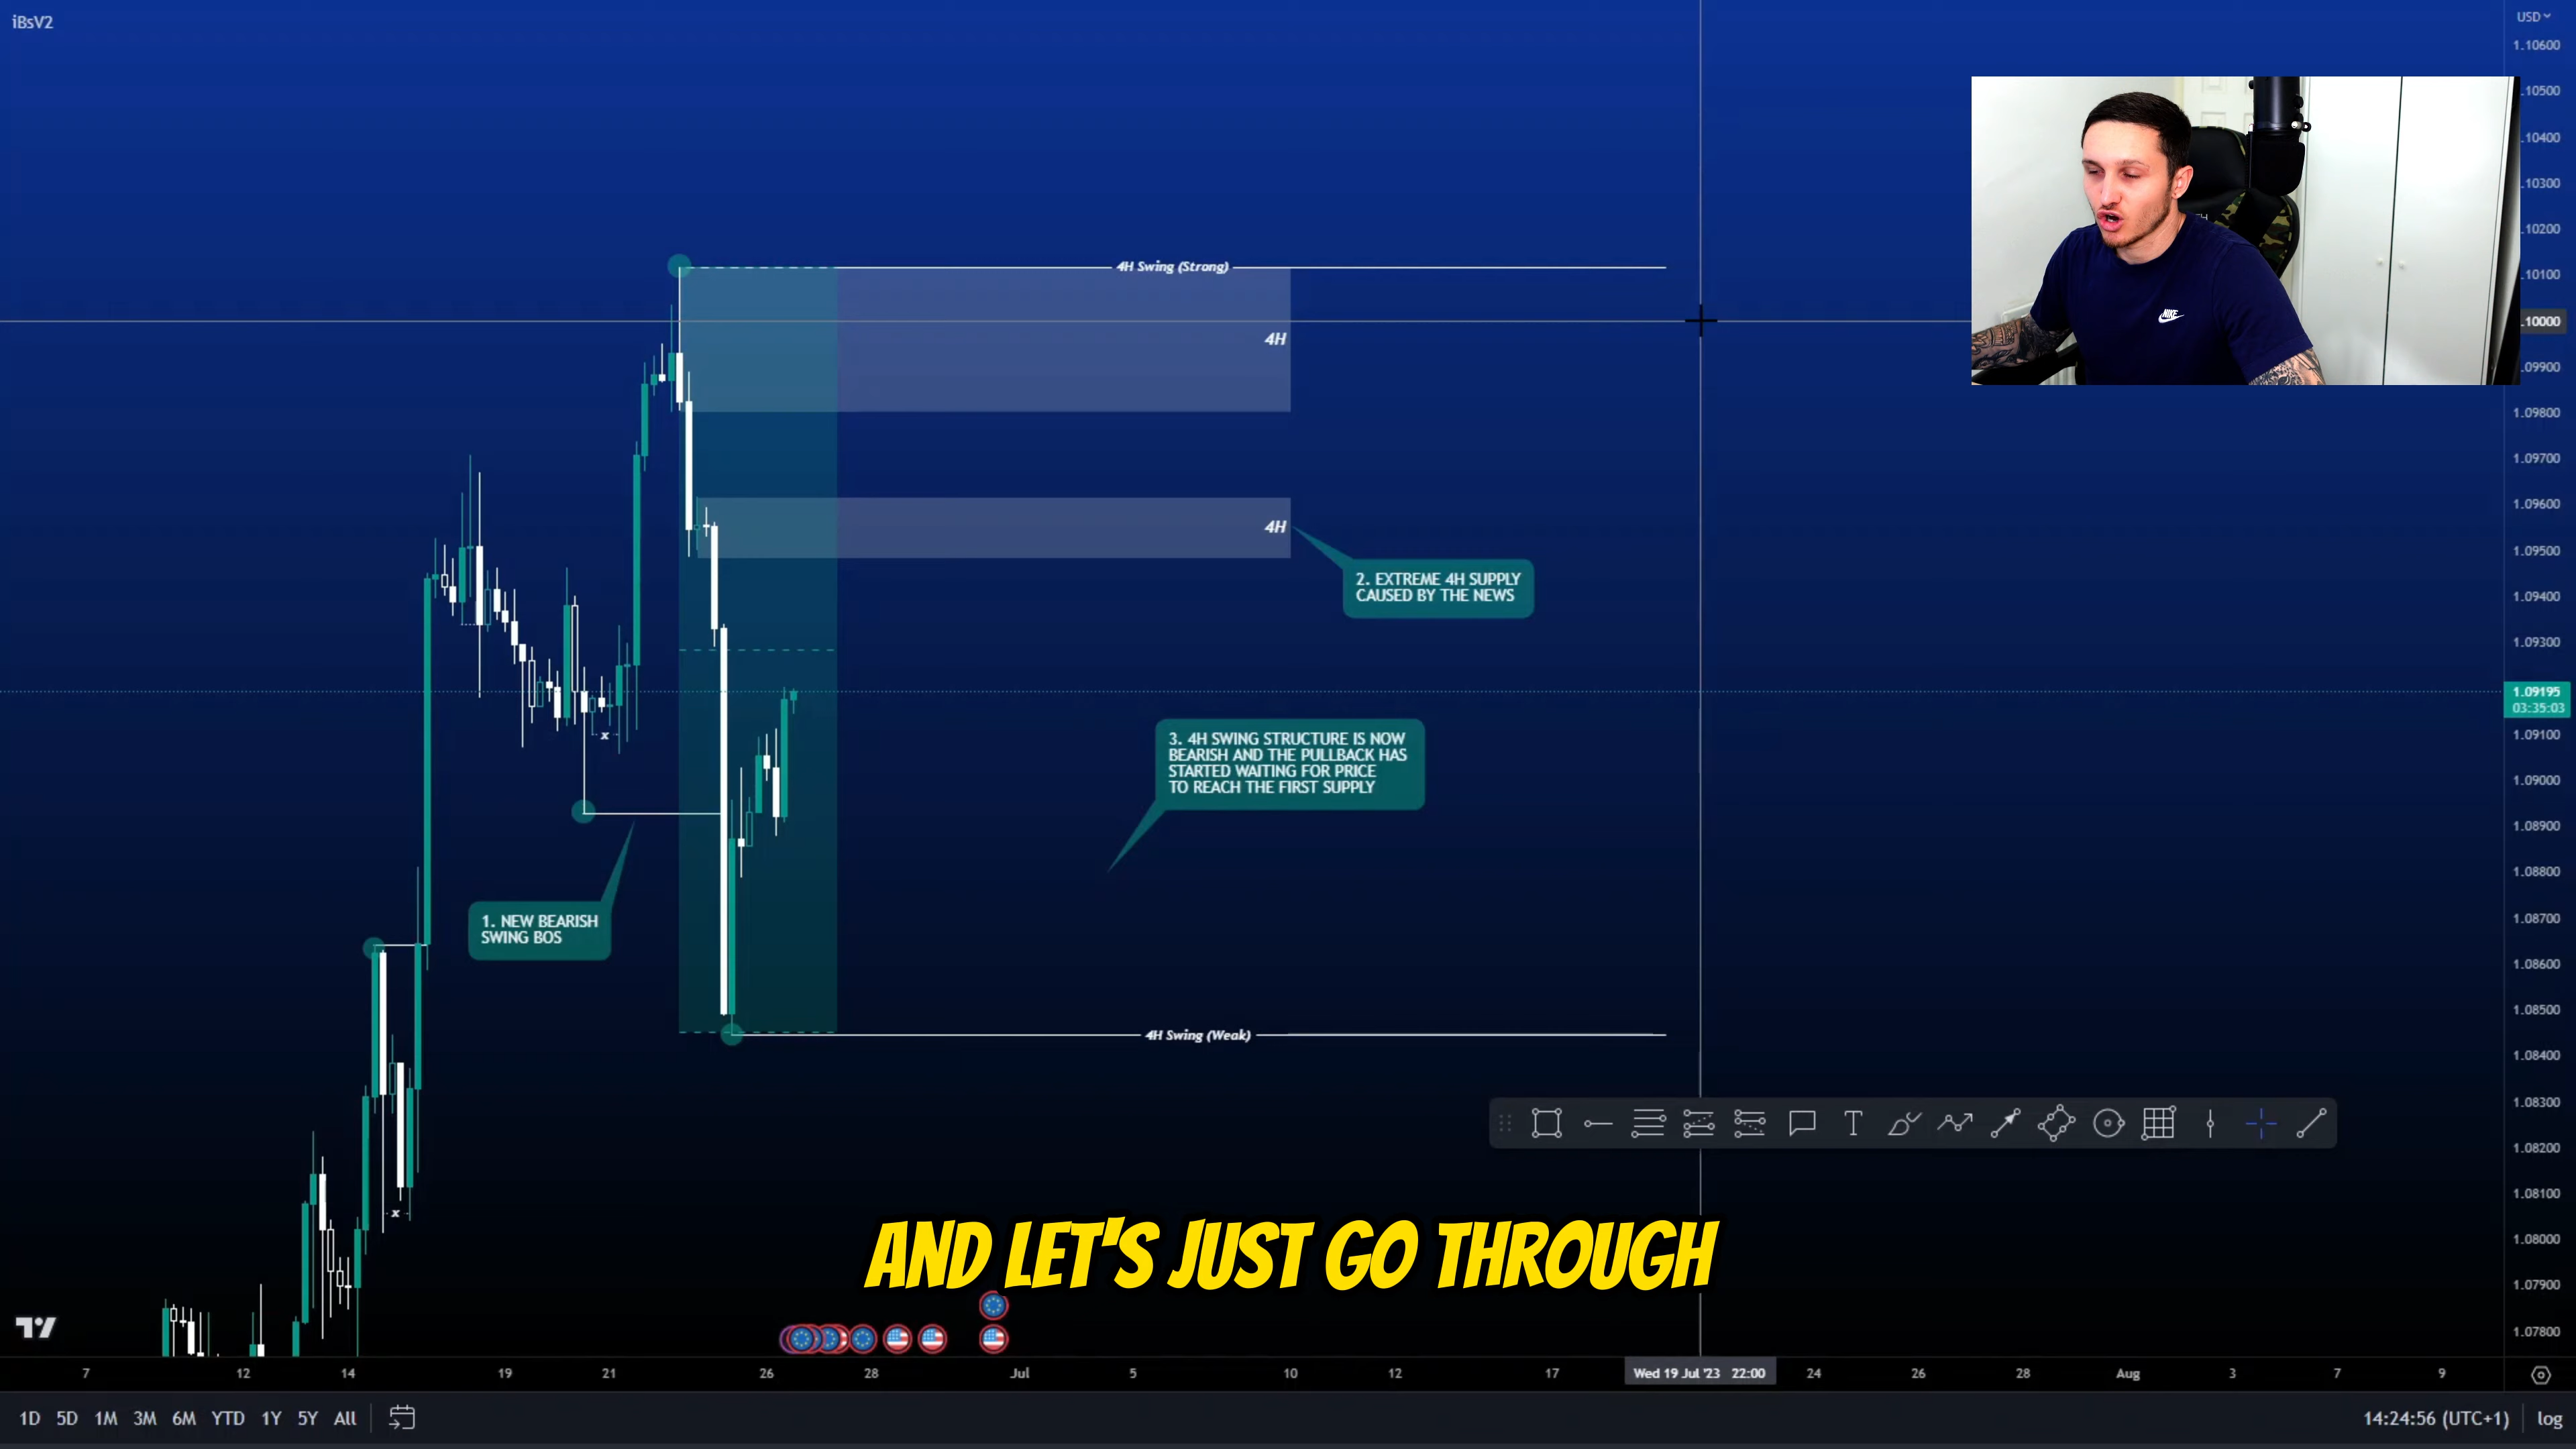 iBsV2
USD
1.10600
.10500
.10400
.10300
.10200
.10100
.10000
.09900
1.09800
1.09700
1.09600
1.09500
1.09400
1.09300
1.09195
03:35:03
1.09100
1.09000
1.08900
1.08800
1.08700
1.08600
1.08500
1.08400
1.08300
1.08200
1.08100
1.08000
1.07900
1.07800
NIKE
4H Swing (Strong)
4H
4H
2. EXTREME 4H SUPPLY
CAUSED BY THE NEWS
3. 4H SWING STRUCTURE IS NOW
BEARISH AND THE PULLBACK HAS
STARTED WAITING FOR PRICE
TO REACH THE FIRST SUPPLY
x
1. NEW BEARISH
SWING BOS
4H Swing (Weak)
x
T
AND LET'S JUST GO THROUGH
7 12 14 19 21 26 28 Jul 5 10 12 17 Wed 19 Jul '23 22:00 24 26 28 Aug 3 7 9
1D 5D 1M 3M 6M YTD 1Y 5Y All 14:24:56 (UTC+1) log